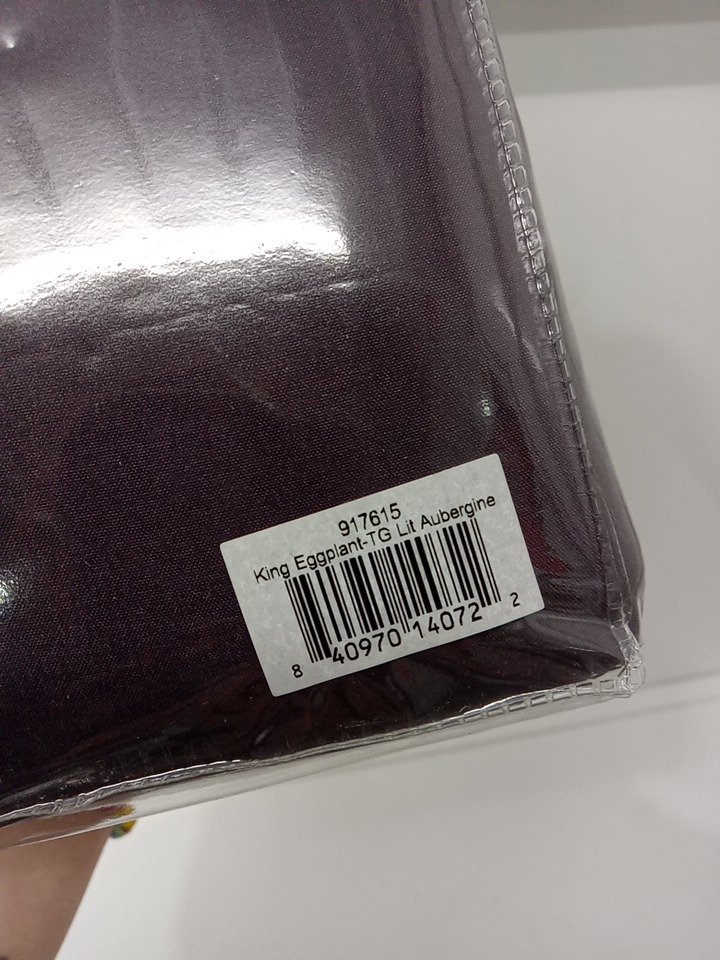 917615
King Eggplant-TG Lit Aubergine
8 40970 14072 2